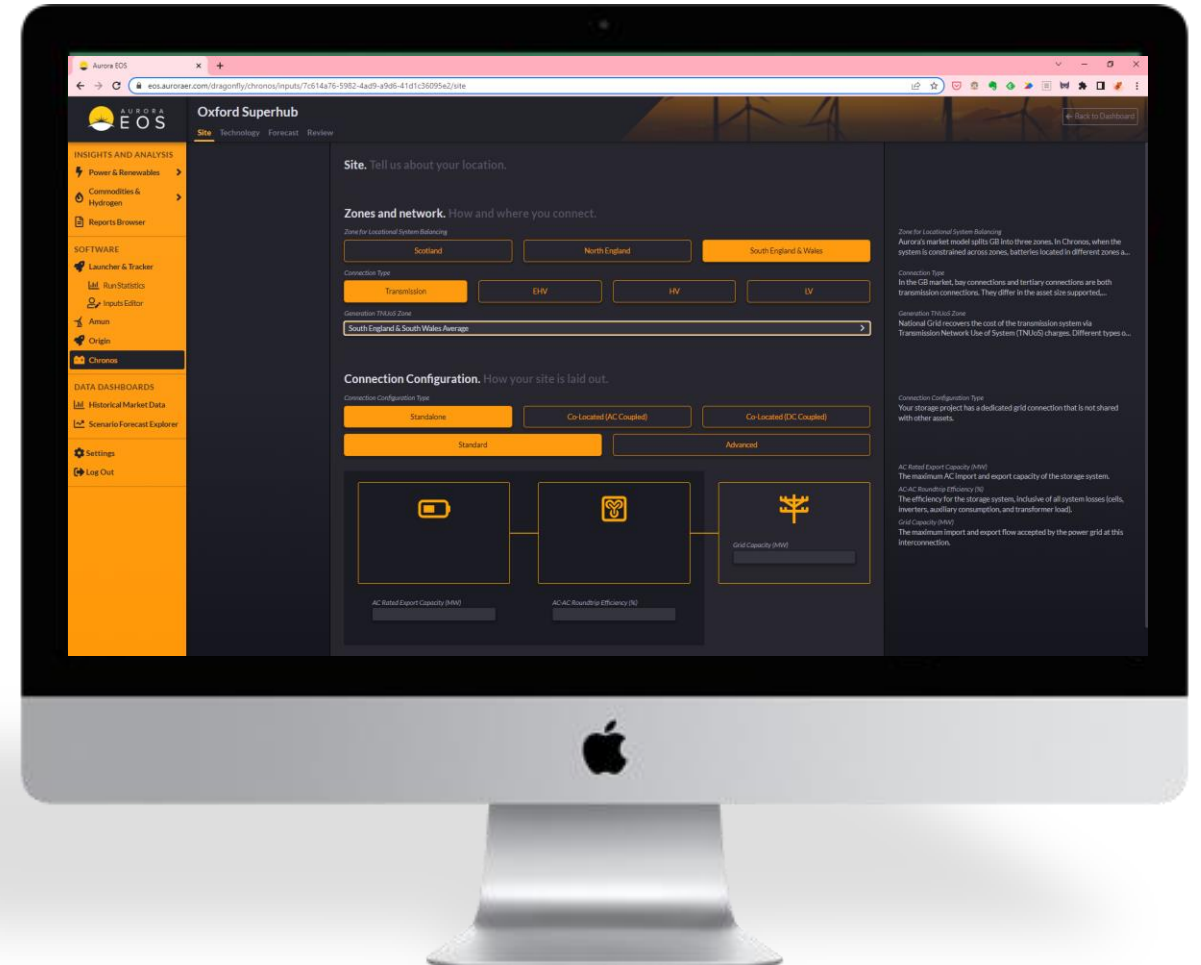 Aurora EOS
eos.auroraer.com/dragonfly/chronos/inputs/7c614a76-5982-4ad9-a9d6-41d1c36095e2/site
AURORA
EOS
Oxford Superhub
Site Technology Forecast Review
← Back to Dashboard
INSIGHTS AND ANALYSIS
Power & Renewables
Commodities &
Hydrogen
Reports Browser
SOFTWARE
Launcher & Tracker
Run Statistics
Inputs Editor
Amun
Origin
Chronos
DATA DASHBOARDS
Historical Market Data
Scenario Forecast Explorer
Settings
Log Out
Site. Tell us about your location.
Zones and network. How and where you connect.
Zone for Locational System Balancing
Scotland
North England
South England & Wales
Connection Type
Transmission
EHV
HV
LV
Generation TNUoS Zone
South England & South Wales Average
Connection Configuration. How your site is laid out.
Connection Configuration Type
Standalone
Co-Located (AC Coupled)
Co-Located (DC Coupled)
Standard
Advanced
Grid Capacity (MW)
AC Rated Export Capacity (MW)
AC-AC Roundtrip Efficiency (%)
Zone for Locational System Balancing
Aurora's market model splits GB into three zones. In Chronos, when the
system is constrained across zones, batteries located in different zones a...
Connection Type
In the GB market, bay connections and tertiary connections are both
transmission connections. They differ in the asset size supported,...
Generation TNUoS Zone
National Grid recovers the cost of the transmission system via
Transmission Network Use of System (TNUoS) charges. Different types o...
Connection Configuration Type
Your storage project has a dedicated grid connection that is not shared
with other assets.
AC Rated Export Capacity (MW)
The maximum AC import and export capacity of the storage system.
AC-AC Roundtrip Efficiency (%)
The efficiency for the storage system, inclusive of all system losses (cells,
inverters, auxiliary consumption, and transformer load).
Grid Capacity (MW)
The maximum import and export flow accepted by the power grid at this
interconnection.